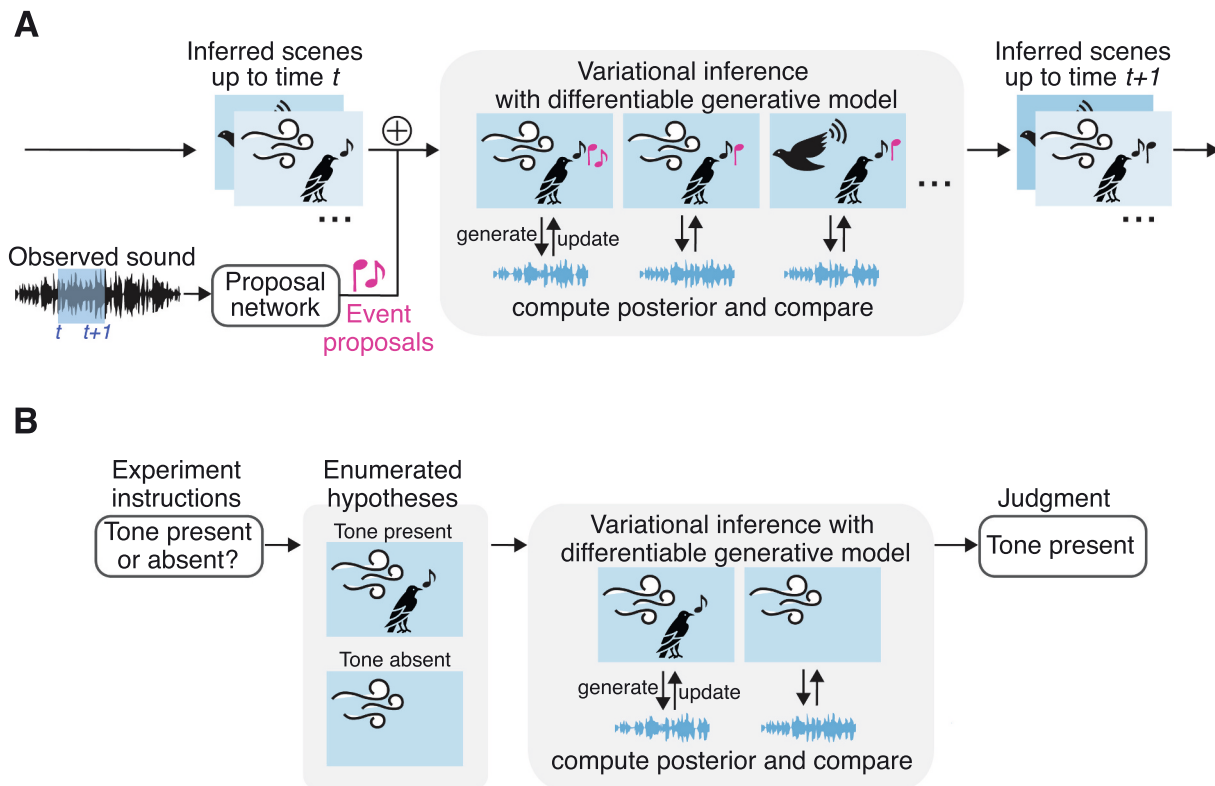 A
Inferred scenes
up to time t
Variational inference
with differentiable generative model
Inferred scenes
up to time t+1
...
...
...
generate
update
Observed sound
Proposal
network
t
t+1
Event
proposals
compute posterior and compare
B
Experiment
instructions
Tone present
or absent?
Enumerated
hypotheses
Tone present
Tone absent
Variational inference with
differentiable generative model
generate
update
compute posterior and compare
Judgment
Tone present